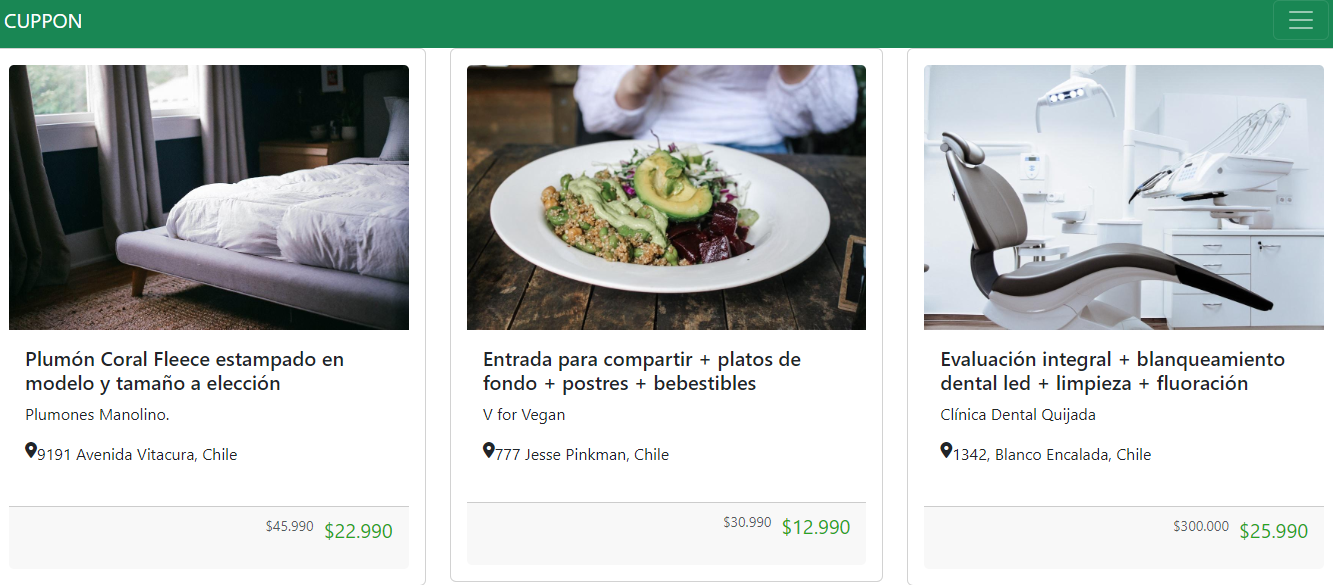 CUPPON
Plumón Coral Fleece estampado en
modelo y tamaño a elección
Plumones Manolino.
9191 Avenida Vitacura, Chile
$45.990 $22.990
Entrada para compartir + platos de
fondo + postres + bebestibles
V for Vegan
777 Jesse Pinkman, Chile
$30.990 $12.990
Evaluación integral + blanqueamiento
dental led + limpieza + fluoración
Clínica Dental Quijada
1342, Blanco Encalada, Chile
$300.000 $25.990